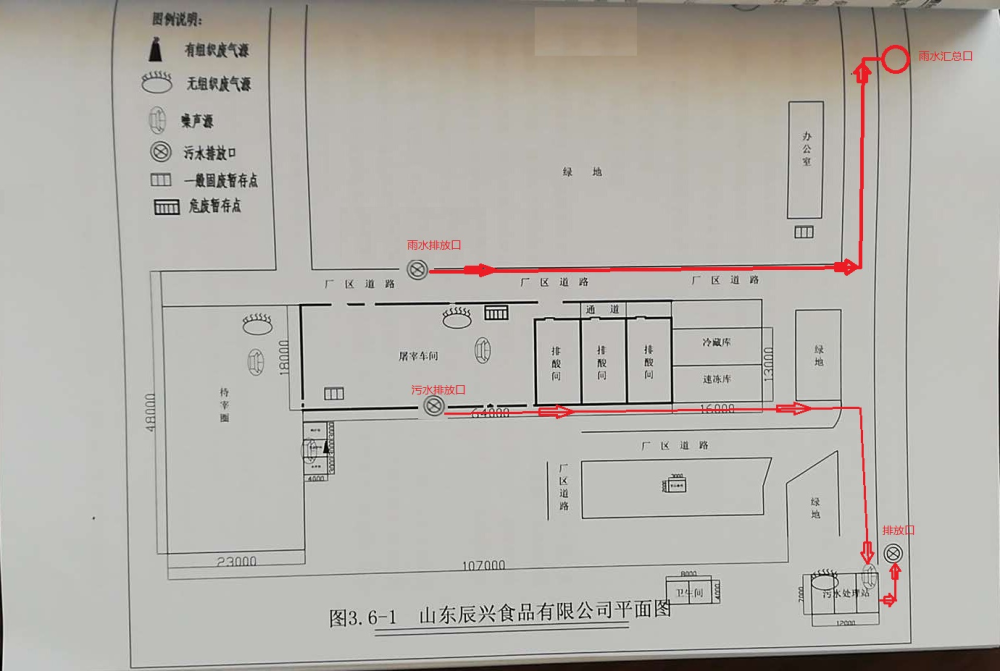 图例说明:
有组织废气源
无组织废气源
噪声源
污水排放口
一般固废暂存点
危废暂存点
雨水汇总口
办公室
绿 地
雨水排放口
厂 区 道 路
厂 区 道 路
厂 区 道 路
通 道
18000
屠宰车间
排酸间
排酸间
排酸间
冷藏库
速冻库
13000
绿地
待宰圈
48000
污水排放口
64000
16000
4000
厂 区 道 路
厂区道路
绿地
排放口
23000
107000
8000
卫生间
4000
7000
污水处理站
12000
图3.6-1 山东辰兴食品有限公司平面图